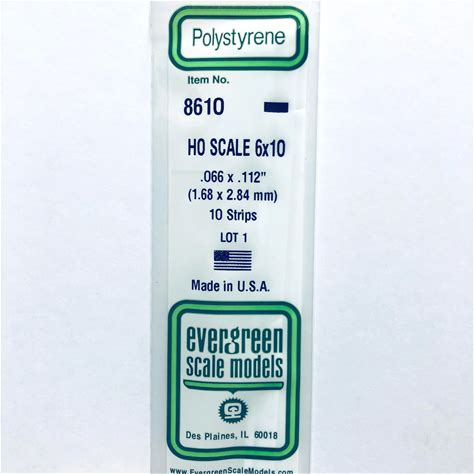 Polystyrene
Item No.
8610
HO SCALE 6x10
.066 x .112"
(1.68 x 2.84 mm)
10 Strips
LOT 1
Made in U.S.A.
evergreen
scale models
Des Plaines, IL 60018
www.EvergreenScaleModels.com